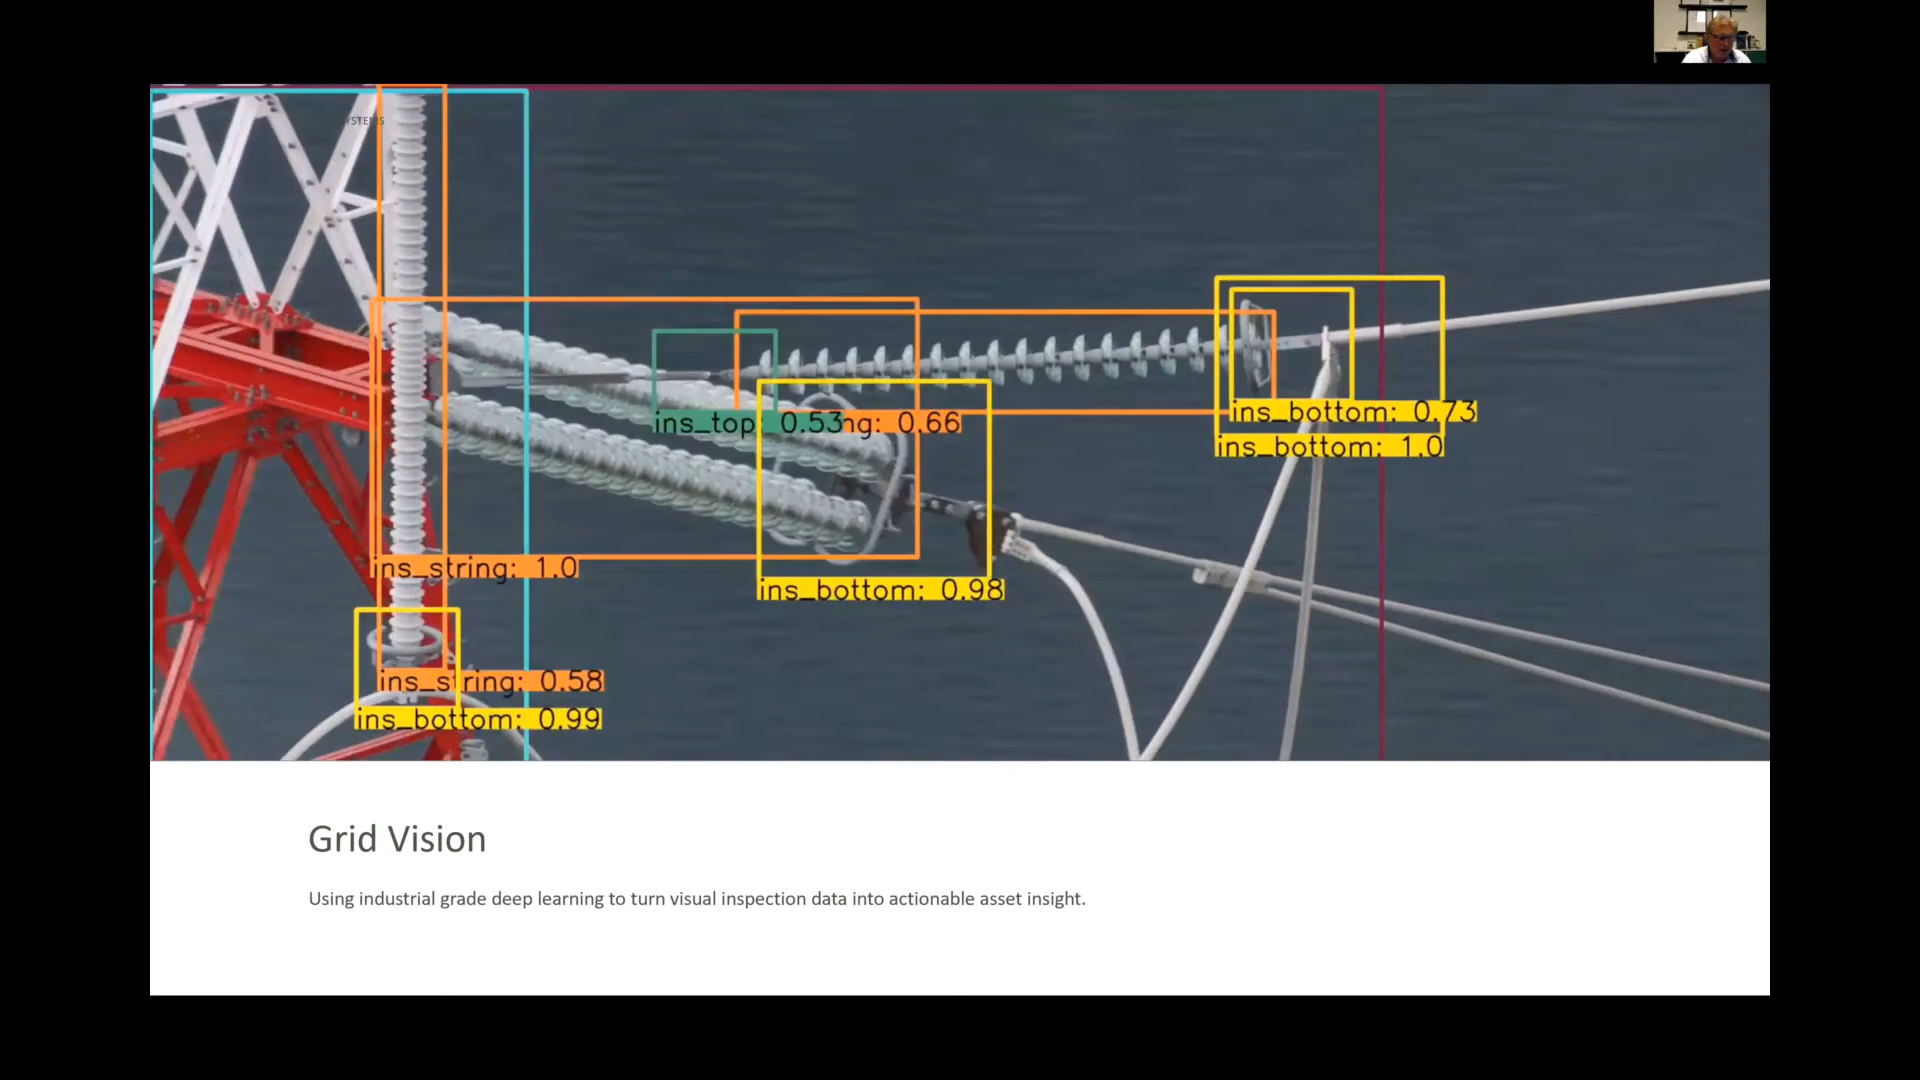 YSTEMS
ins_top: 0.53
ng: 0.66
ins_bottom: 0.73
ins_bottom: 1.0
ins_string: 1.0
ins_bottom: 0.98
ins_string: 0.58
ins_bottom: 0.99
Grid Vision
Using industrial grade deep learning to turn visual inspection data into actionable asset insight.